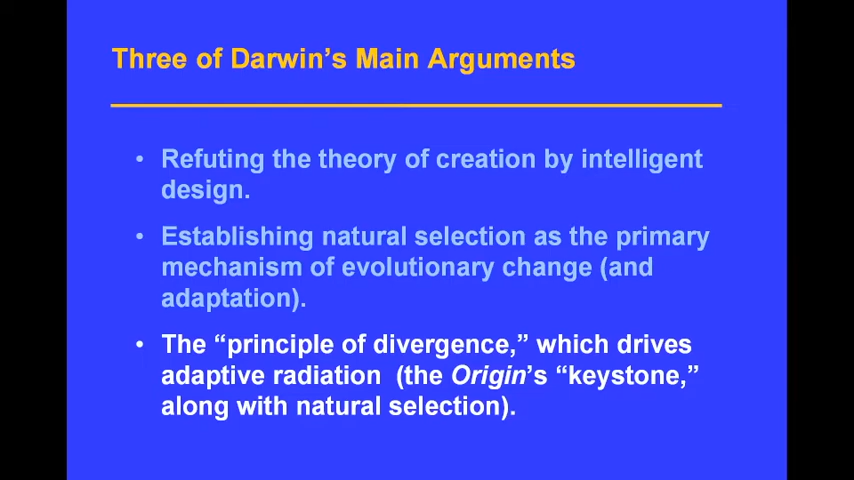 Three of Darwin’s Main Arguments
• Refuting the theory of creation by intelligent
design.
• Establishing natural selection as the primary
mechanism of evolutionary change (and
adaptation).
• The “principle of divergence,” which drives
adaptive radiation (the Origin’s “keystone,”
along with natural selection).